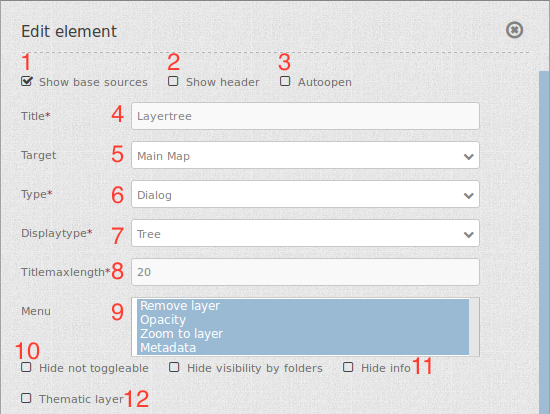 Edit element
1 2 3
Show base sources Show header Autoopen
Title* 4 Layertree
Target 5 Main Map
Type* 6 Dialog
Displaytype* 7 Tree
Titlemaxlength* 8 20
Menu 9 Remove layer
Opacity
Zoom to layer
Metadata
10
Hide not toggleable Hide visibility by folders Hide info 11
Thematic layer 12